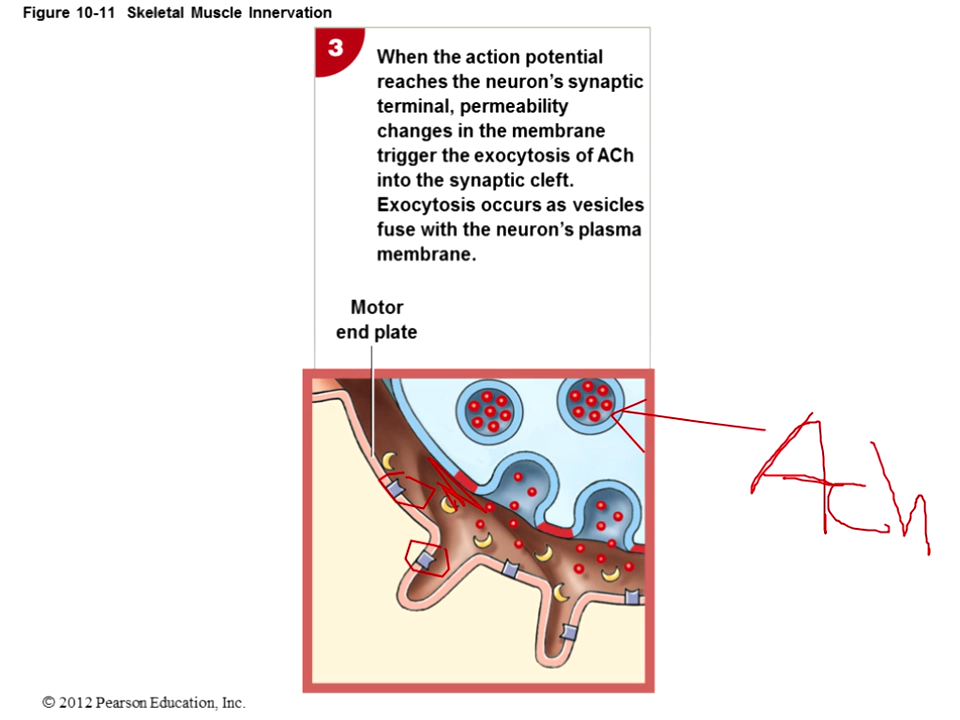 Figure 10-11 Skeletal Muscle Innervation
3
When the action potential
reaches the neuron's synaptic
terminal, permeability
changes in the membrane
trigger the exocytosis of ACh
into the synaptic cleft.
Exocytosis occurs as vesicles
fuse with the neuron's plasma
membrane.
Motor
end plate
ACh
© 2012 Pearson Education, Inc.